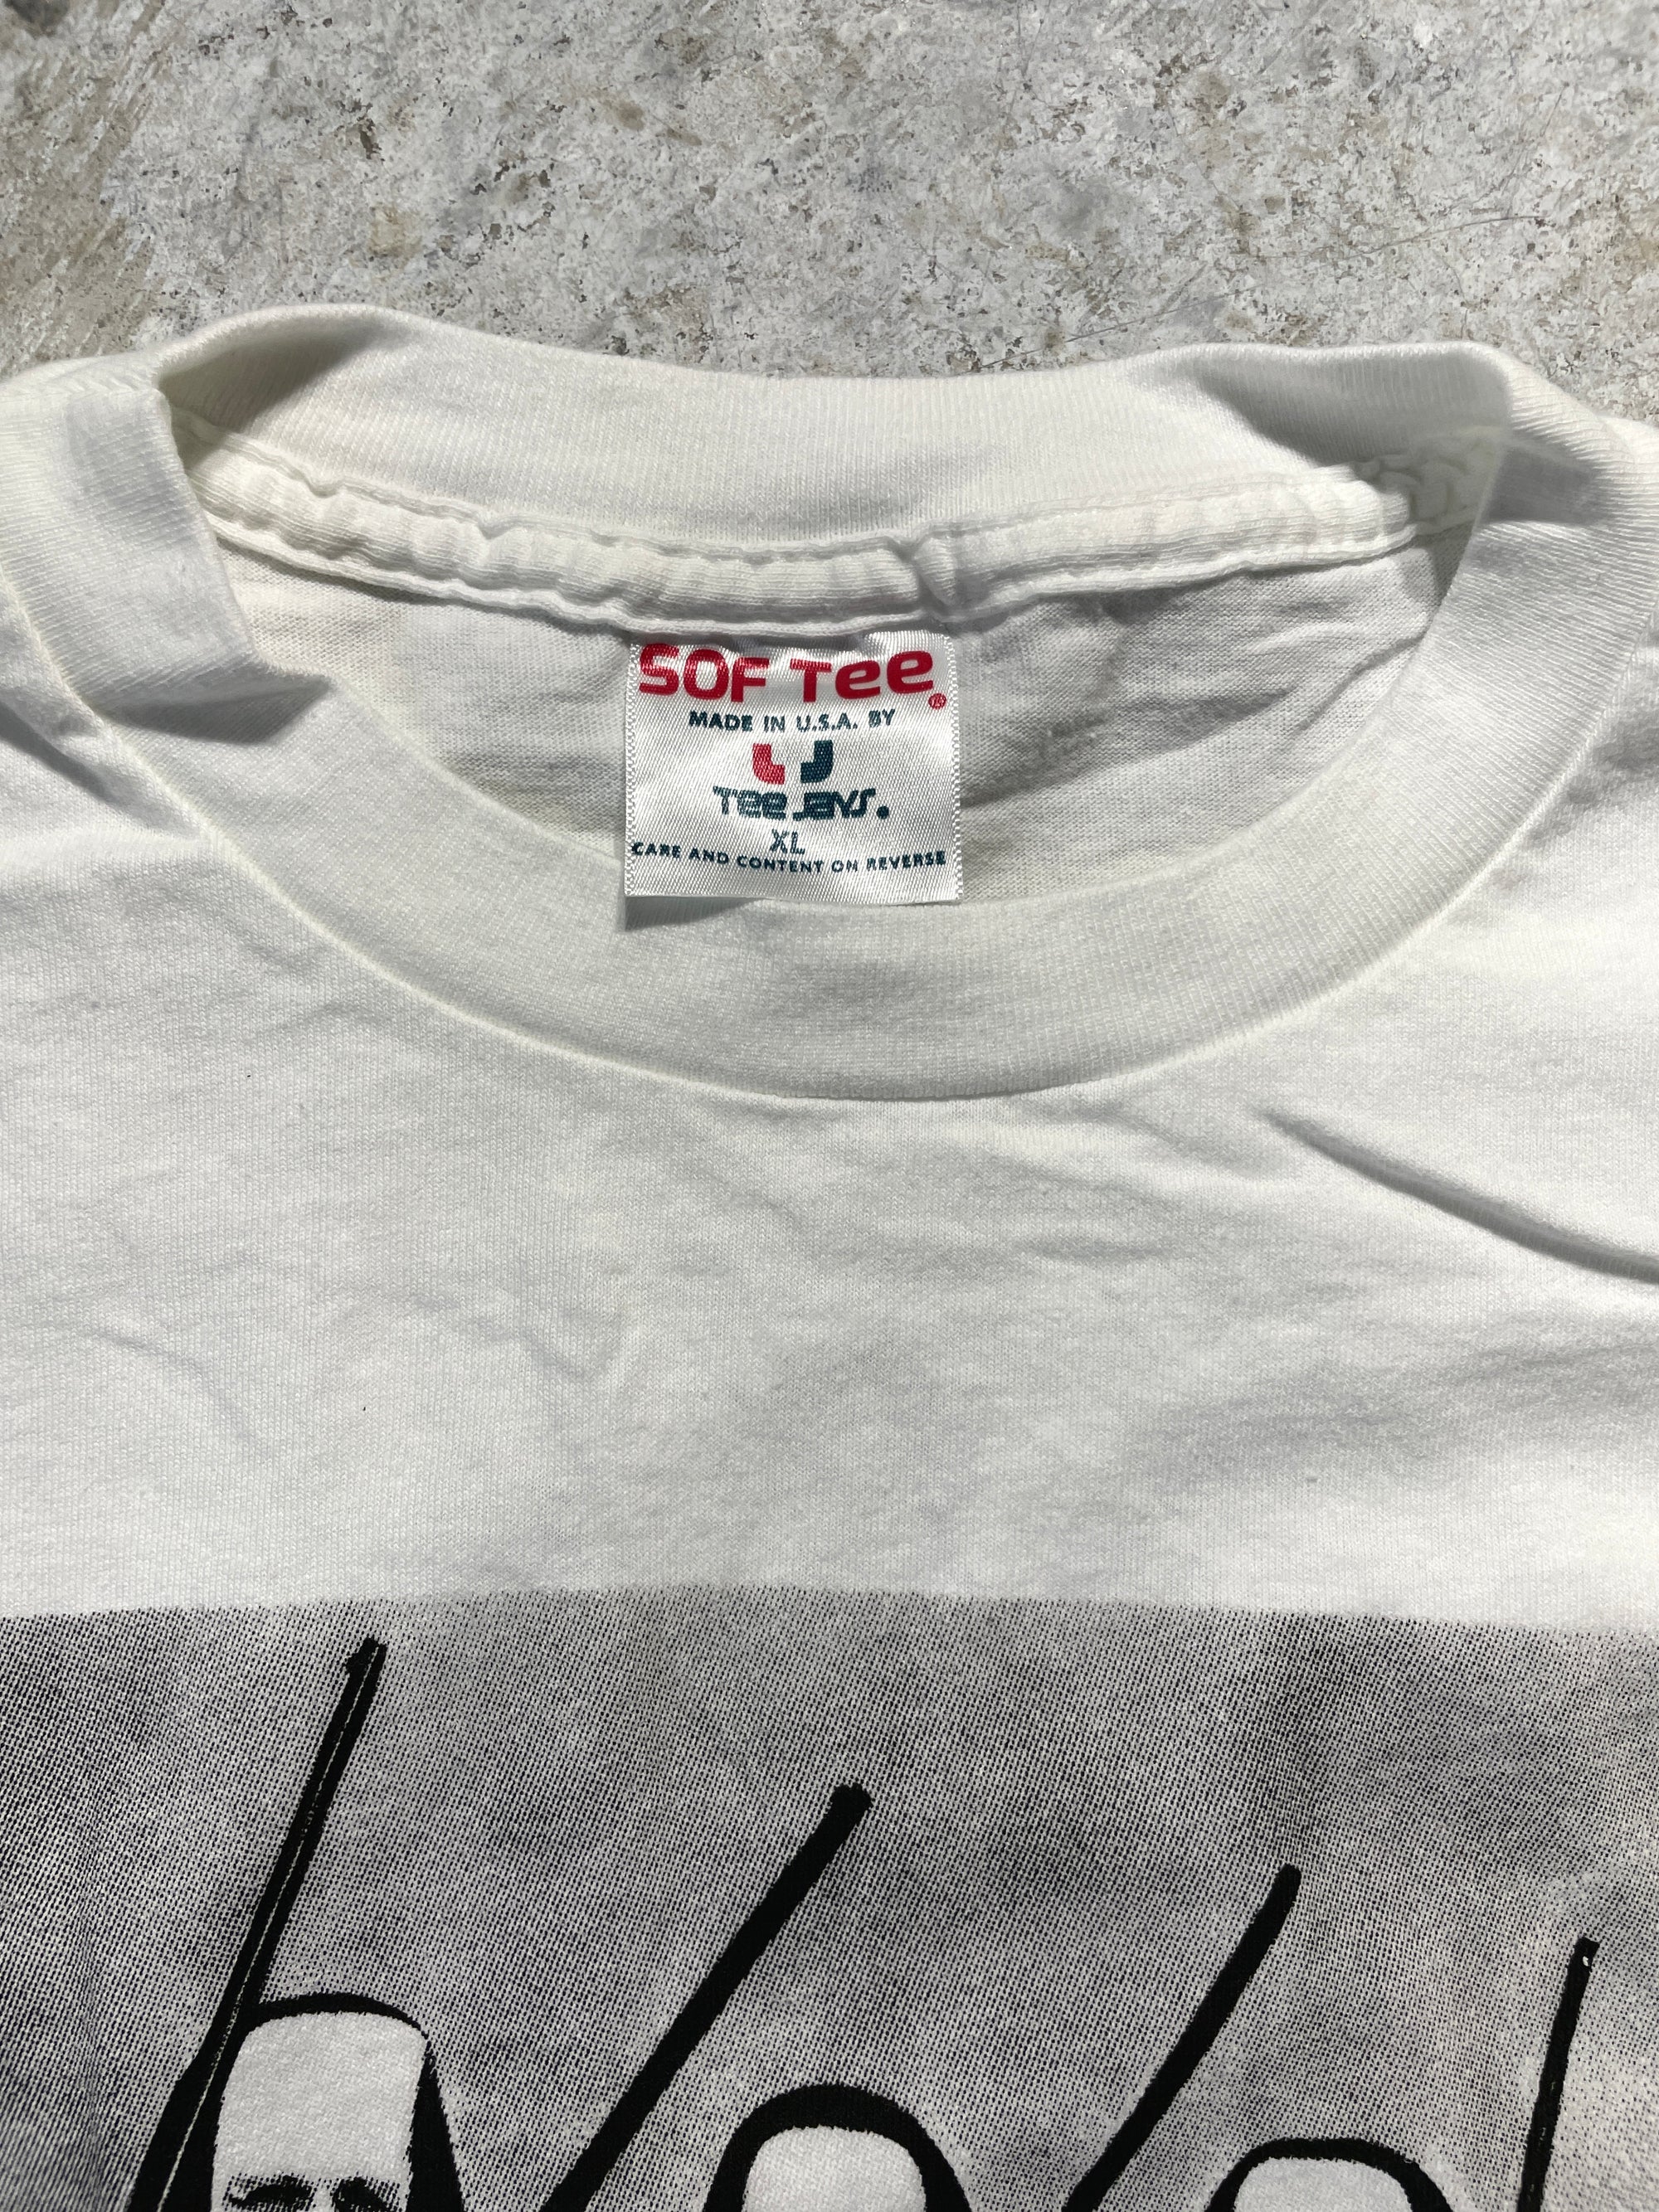 SOF TEE®
MADE IN U.S.A. BY
TEE JAYS.
XL
CARE AND CONTENT ON REVERSE